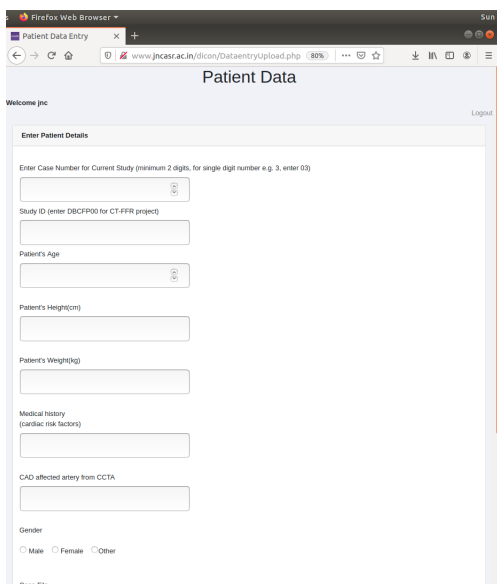 Firefox Web Browser
Sun
Patient Data Entry
www.jncasr.ac.in/dicon/DataentryUpload.php
80%
Patient Data
Welcome jnc
Logout
Enter Patient Details
Enter Case Number for Current Study (minimum 2 digits, for single digit number e.g. 3, enter 03)
Study ID (enter DBCFP00 for CT-FFR project)
Patient's Age
Patient's Height(cm)
Patient's Weight(kg)
Medical history
(cardiac risk factors)
CAD affected artery from CCTA
Gender
Male Female Other